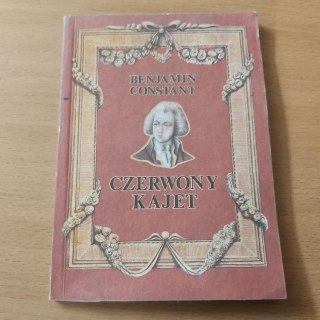 BENJAMIN
CONSTANT
CZERWONY
KAJET